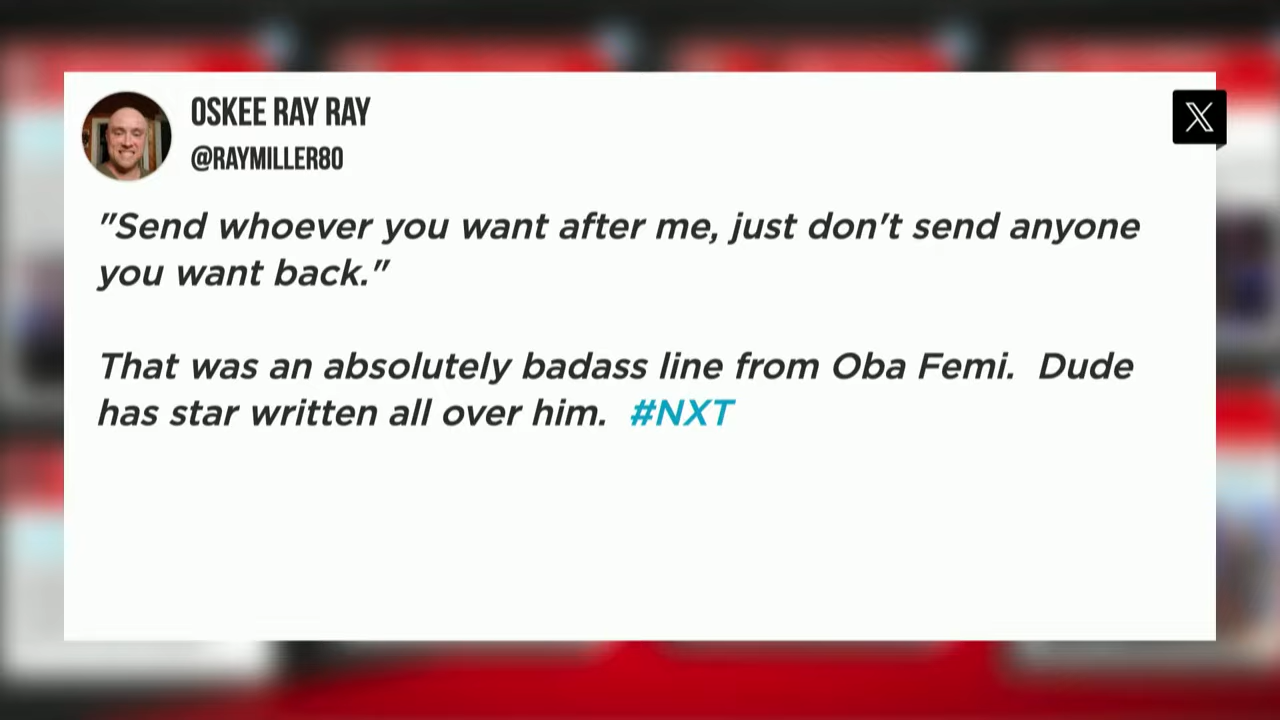 OSKEE RAY RAY
@RAYMILLER80
"Send whoever you want after me, just don't send anyone
you want back."
That was an absolutely badass line from Oba Femi.  Dude
has star written all over him.  #NXT